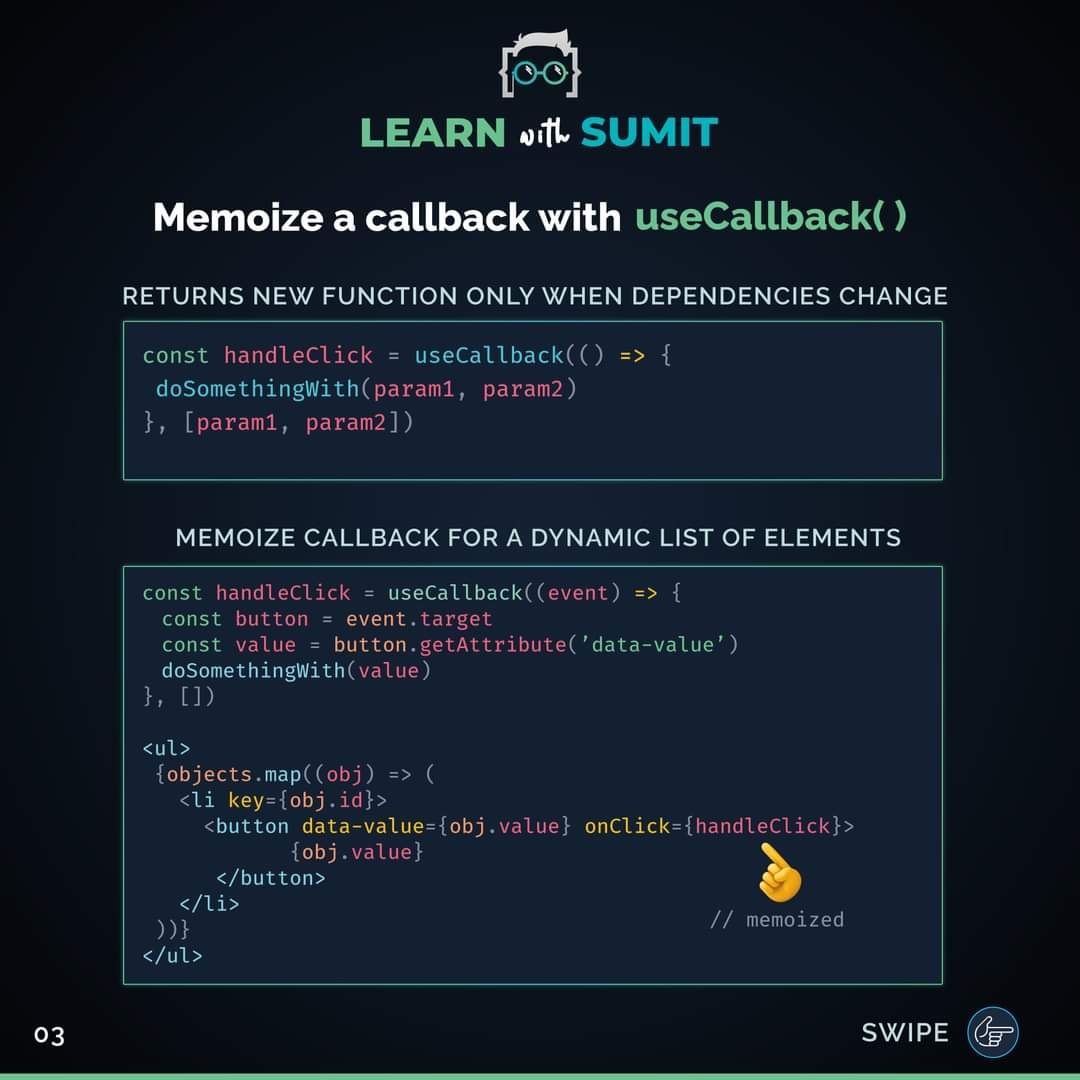 LEARN with SUMIT
Memoize a callback with useCallback( )
RETURNS NEW FUNCTION ONLY WHEN DEPENDENCIES CHANGE
const handleClick = useCallback(() => {
 doSomethingWith(param1, param2)
}, [param1, param2])
MEMOIZE CALLBACK FOR A DYNAMIC LIST OF ELEMENTS
const handleClick = useCallback((event) => {
  const button = event.target
  const value = button.getAttribute(’data-value’)
  doSomethingWith(value)
}, [])
<ul>
 {objects.map((obj) => (
   <li key={obj.id}>
     <button data-value={obj.value} onClick={handleClick}>
            {obj.value}
      </button>
   </li>
 ))}
</ul>
// memoized
03
SWIPE